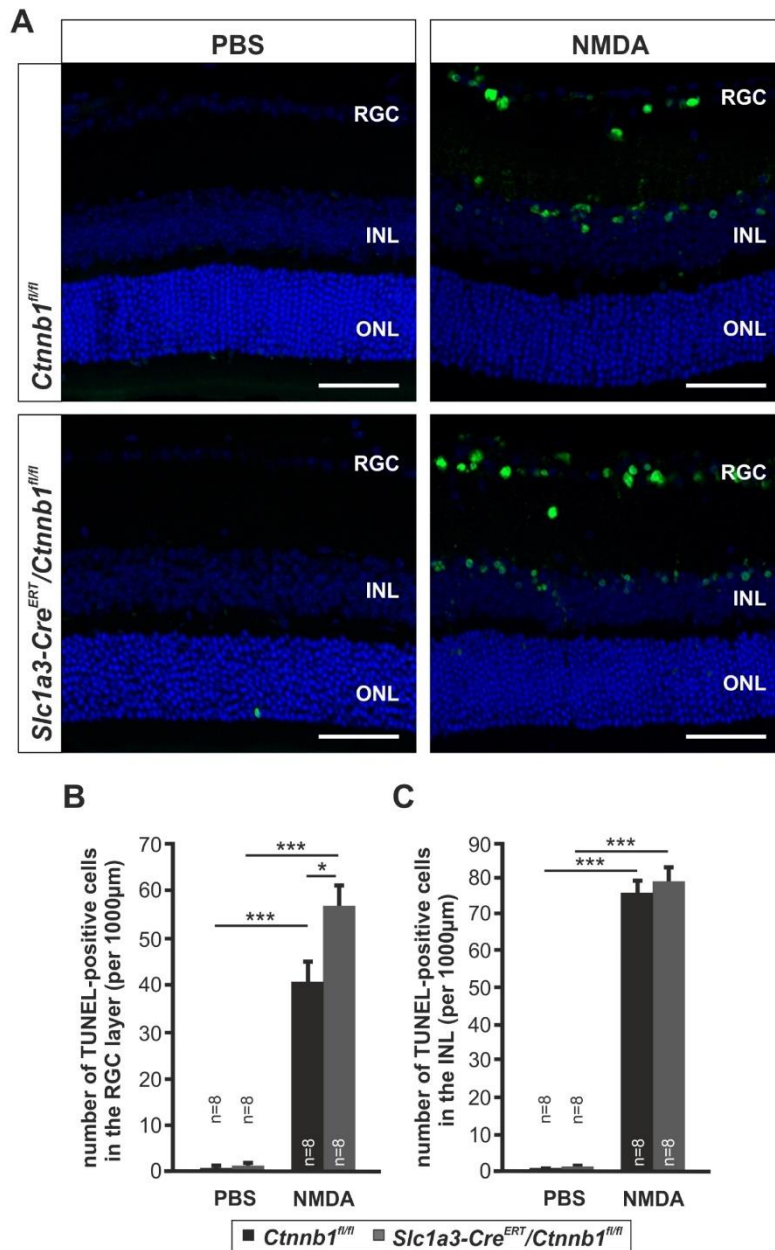 A
PBS
NMDA
Ctnnb1fl/fl
RGC
INL
ONL
RGC
INL
ONL
Slc1a3-CreERT/Ctnnb1fl/fl
RGC
INL
ONL
RGC
INL
ONL
B
number of TUNEL-positive cells
in the RGC layer (per 1000µm)
70
60
50
40
30
20
10
0
***
*
***
n=8
n=8
n=8
n=8
PBS
NMDA
C
number of TUNEL-positive cells
in the INL (per 1000µm)
90
80
70
60
50
40
30
20
10
0
***
***
n=8
n=8
n=8
n=8
PBS
NMDA
Ctnnb1fl/fl
Slc1a3-CreERT/Ctnnb1fl/fl